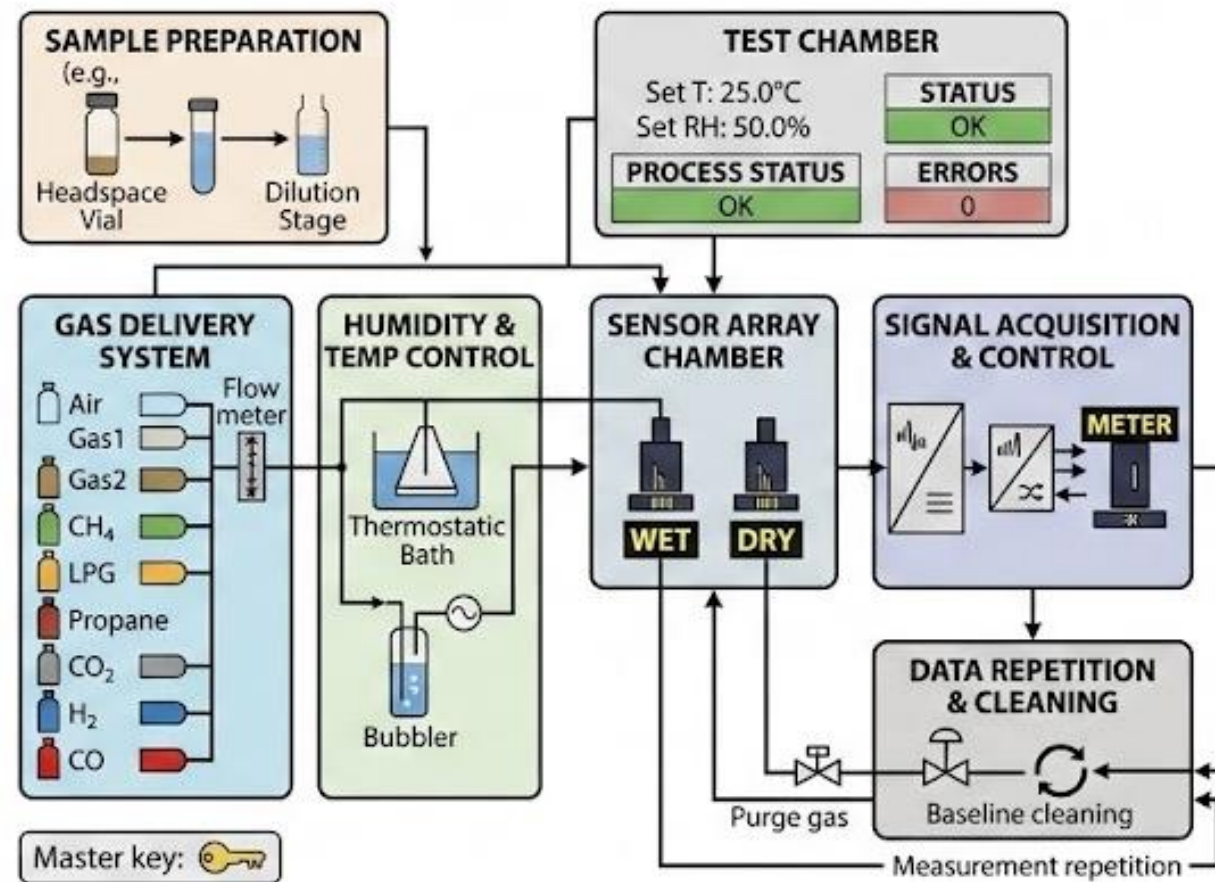 SAMPLE PREPARATION
(e.g.,
Headspace
Vial
Dilution
Stage
TEST CHAMBER
Set T: 25.0°C
Set RH: 50.0%
STATUS
OK
PROCESS STATUS
OK
ERRORS
0
GAS DELIVERY
SYSTEM
Flow
meter
Air
Gas1
Gas2
CH₄
LPG
Propane
CO₂
H₂
CO
HUMIDITY &
TEMP CONTROL
Thermostatic
Bath
Bubbler
SENSOR ARRAY
CHAMBER
WET
DRY
SIGNAL ACQUISITION
& CONTROL
METER
DATA REPETITION
& CLEANING
Baseline cleaning
Purge gas
Measurement repetition
Master key: